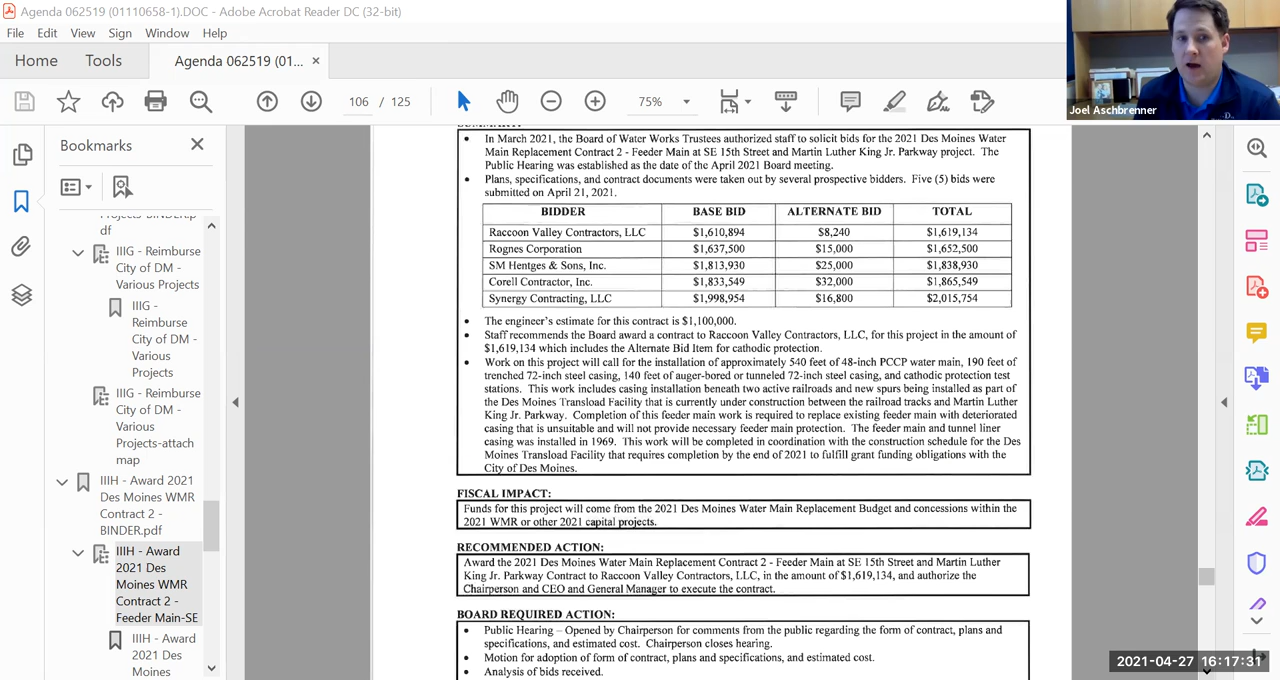 Agenda 062519 (01110658-1).DOC - Adobe Acrobat Reader DC (32-bit)
File Edit View Sign Window Help
Home Tools Agenda 062519 (01... ×
106 / 125 75%
Joel Aschbrenner
Bookmarks
Projects-BINDER.p
df
IIIG - Reimburse
City of DM -
Various Projects
IIIG -
Reimburse
City of DM -
Various
Projects
IIIG - Reimburse
City of DM -
Various
Projects-attach
map
IIIH - Award 2021
Des Moines WMR
Contract 2 -
BINDER.pdf
IIIH - Award
2021 Des
Moines WMR
Contract 2 -
Feeder Main-SE
IIIH - Award
2021 Des
Moines
• In March 2021, the Board of Water Works Trustees authorized staff to solicit bids for the 2021 Des Moines Water
Main Replacement Contract 2 - Feeder Main at SE 15th Street and Martin Luther King Jr. Parkway project. The
Public Hearing was established as the date of the April 2021 Board meeting.
• Plans, specifications, and contract documents were taken out by several prospective bidders. Five (5) bids were
submitted on April 21, 2021.
BIDDER BASE BID ALTERNATE BID TOTAL
Raccoon Valley Contractors, LLC $1,610,894 $8,240 $1,619,134
Rognes Corporation $1,637,500 $15,000 $1,652,500
SM Hentges & Sons, Inc. $1,813,930 $25,000 $1,838,930
Corell Contractor, Inc. $1,833,549 $32,000 $1,865,549
Synergy Contracting, LLC $1,998,954 $16,800 $2,015,754
• The engineer's estimate for this contract is $1,100,000.
• Staff recommends the Board award a contract to Raccoon Valley Contractors, LLC, for this project in the amount of
$1,619,134 which includes the Alternate Bid Item for cathodic protection.
• Work on this project will call for the installation of approximately 540 feet of 48-inch PCCP water main, 190 feet of
trenched 72-inch steel casing, 140 feet of auger-bored or tunneled 72-inch steel casing, and cathodic protection test
stations. This work includes casing installation beneath two active railroads and new spurs being installed as part of
the Des Moines Transload Facility that is currently under construction between the railroad tracks and Martin Luther
King Jr. Parkway. Completion of this feeder main work is required to replace existing feeder main with deteriorated
casing that is unsuitable and will not provide necessary feeder main protection. The feeder main and tunnel liner
casing was installed in 1969. This work will be completed in coordination with the construction schedule for the Des
Moines Transload Facility that requires completion by the end of 2021 to fulfill grant funding obligations with the
City of Des Moines.
FISCAL IMPACT:
Funds for this project will come from the 2021 Des Moines Water Main Replacement Budget and concessions within the
2021 WMR or other 2021 capital projects.
RECOMMENDED ACTION:
Award the 2021 Des Moines Water Main Replacement Contract 2 - Feeder Main at SE 15th Street and Martin Luther
King Jr. Parkway Contract to Raccoon Valley Contractors, LLC, in the amount of $1,619,134, and authorize the
Chairperson and CEO and General Manager to execute the contract.
BOARD REQUIRED ACTION:
• Public Hearing – Opened by Chairperson for comments from the public regarding the form of contract, plans and
specifications, and estimated cost. Chairperson closes hearing.
• Motion for adoption of form of contract, plans and specifications, and estimated cost.
• Analysis of bids received.
2021-04-27 16:17:31